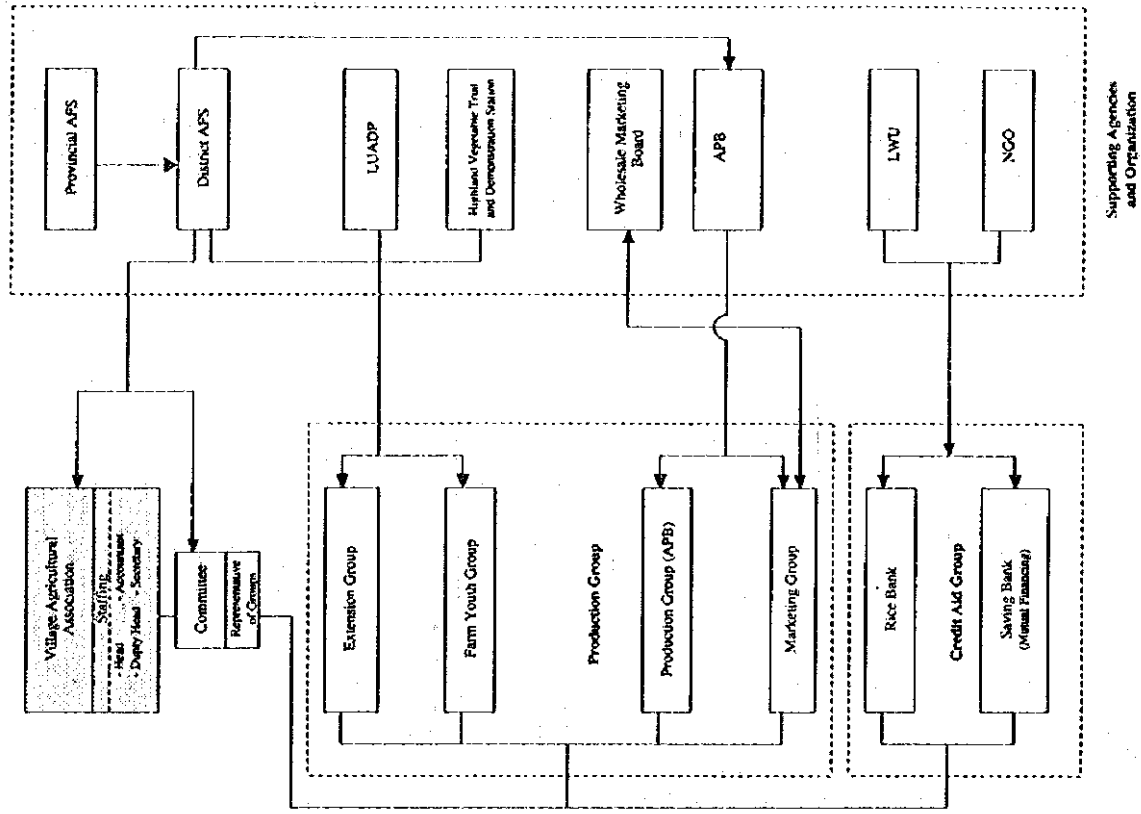 Village Agricultural
Association
Staffing
- Head - Accountant
- Dupty Head - Secretary
Committee
Representative
of Groups
Extension Group
Farm Youth Group
Production Group
Production Group (APB)
Marketing Group
Rice Bank
Credit Aid Group
Saving Bank
(Mutual Financing)
Provincial AFS
District AFS
LUADP
Highland Vegetable Trust
and Demonstration Station
Wholesale Marketing
Board
APB
LWU
NGO
Supporting Agencies
and Organization